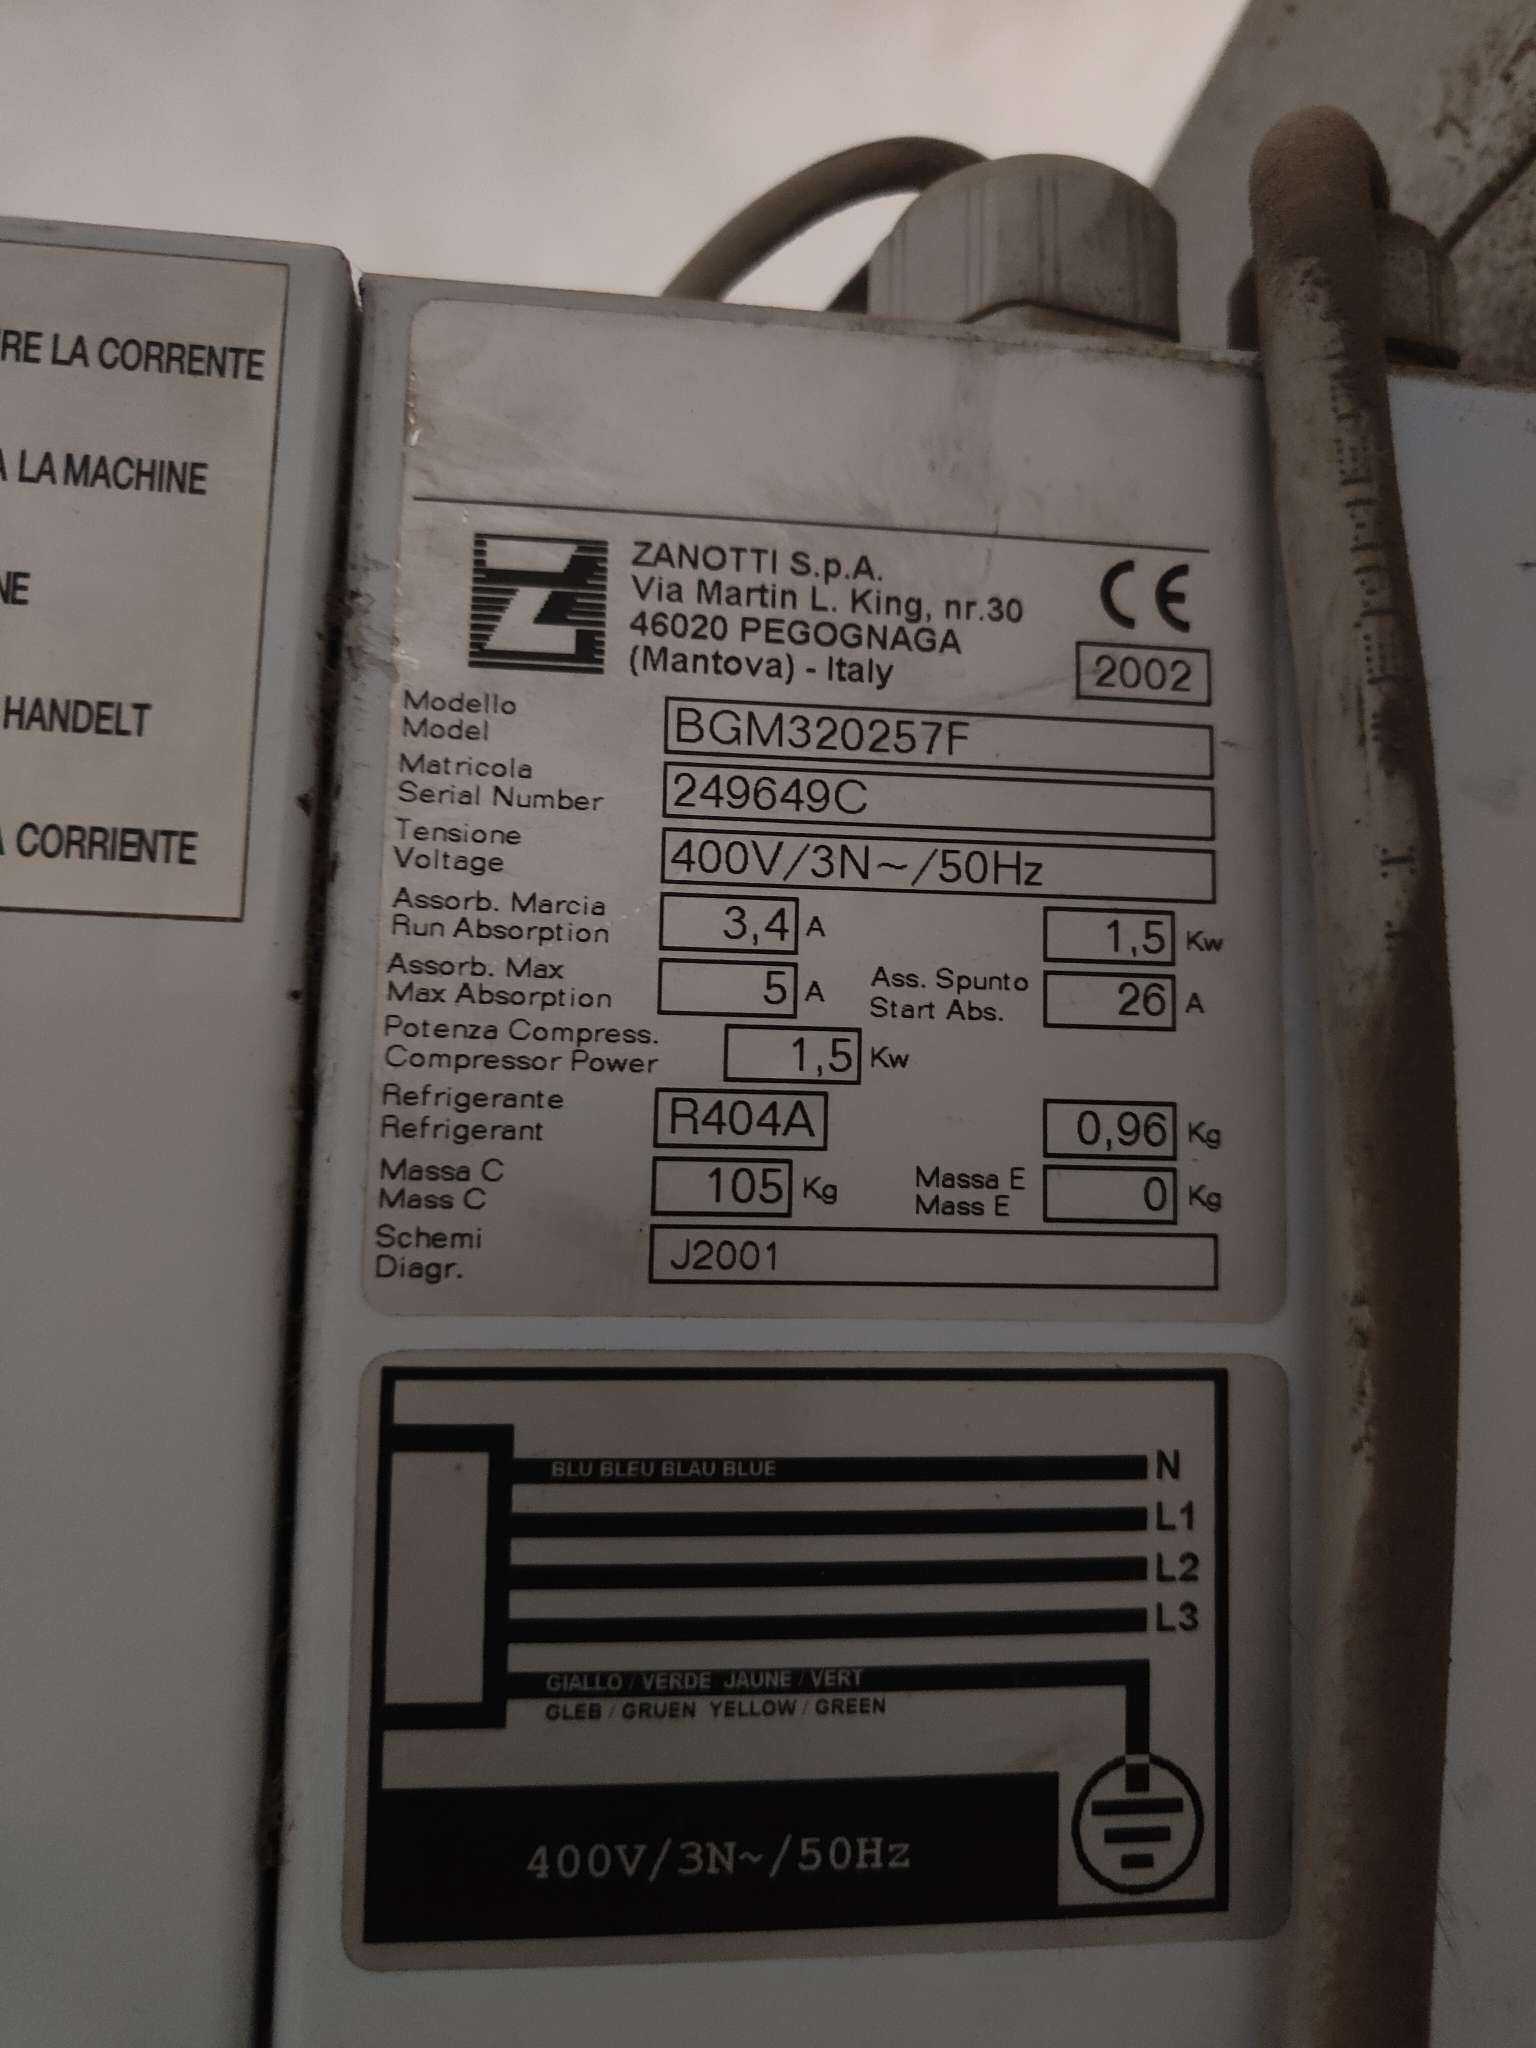 RE LA CORRENTE
A LA MACHINE
NE
HANDELT
A CORRIENTE
ZANOTTI S.p.A.
Via Martin L. King, nr.30
46020 PEGOGNAGA
(Mantova) - Italy
CE
2002
Modello
Model
BGM320257F
Matricola
Serial Number
249649C
Tensione
Voltage
400V/3N~/50Hz
Assorb. Marcia
Run Absorption
3,4 A
1,5 Kw
Assorb. Max
Max Absorption
5 A
Ass. Spunto
Start Abs.
26 A
Potenza Compress.
Compressor Power
1,5 Kw
Refrigerante
Refrigerant
R404A
0,96 Kg
Massa C
Mass C
105 Kg
Massa E
Mass E
0 Kg
Schemi
Diagr.
J2001
BLU BLEU BLAU BLUE N
L1
L2
L3
GIALLO / VERDE JAUNE / VERT
GLEB / GRUEN YELLOW / GREEN
400V/3N~/50Hz